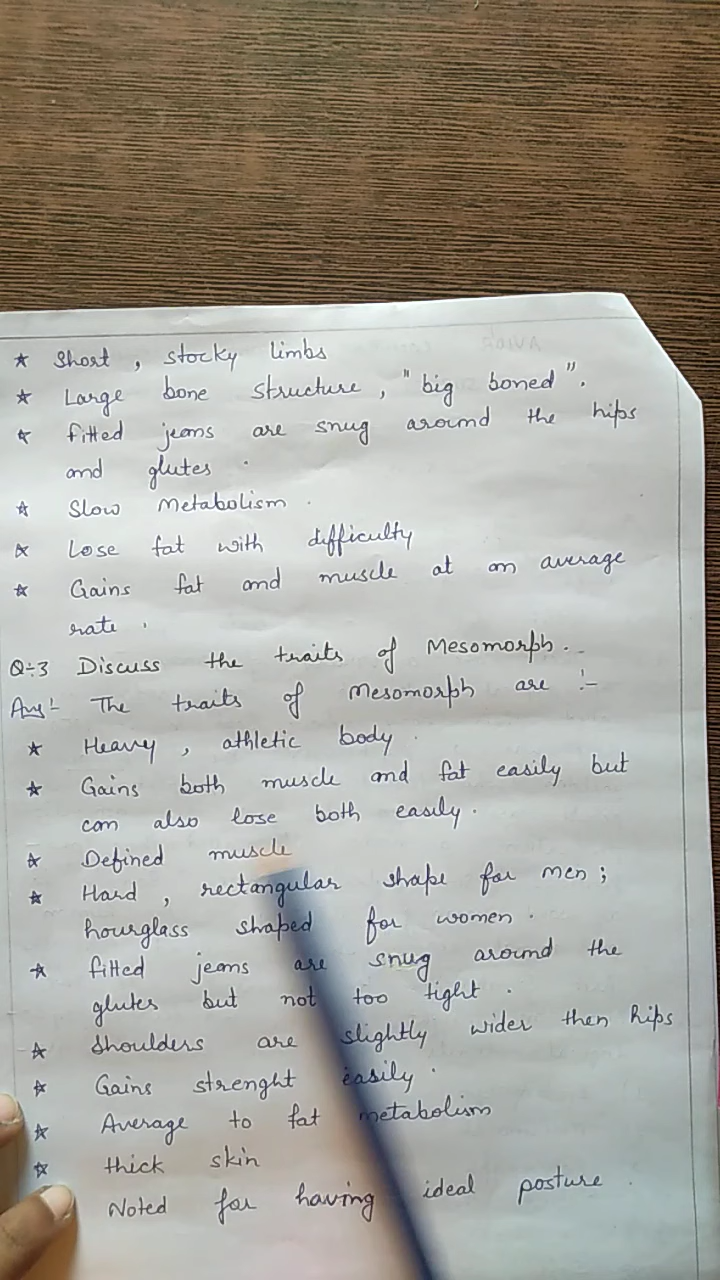 ★ Short , stocky limbs
★ Large bone structure , "big boned".
★ fitted jeans are snug around the hips
and glutes .
★ Slow Metabolism .
★ Lose fat with difficulty
★ Gains fat and muscle at an average
rate .
Q÷3 Discuss the traits of Mesomorph .
Ans:- The traits of Mesomorph are :-
★ Heavy , athletic body .
★ Gains both muscle and fat easily but
can also lose both easily .
★ Defined muscle
★ Hard , rectangular shape for men ;
hourglass shaped for women .
★ fitted jeans are snug around the
glutes but not too tight .
★ Shoulders are slightly wider then hips
★ Gains strenght easily .
★ Average to fat metabolism
★ thick skin
Noted for having ideal posture .